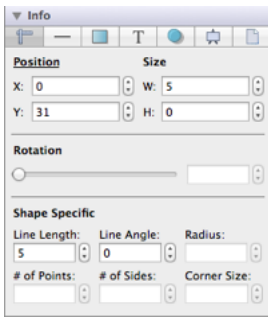 Info
T
Position Size
X: 0 W: 5
Y: 31 H: 0
Rotation
Shape Specific
Line Length: Line Angle: Radius:
5 0
# of Points: # of Sides: Corner Size: